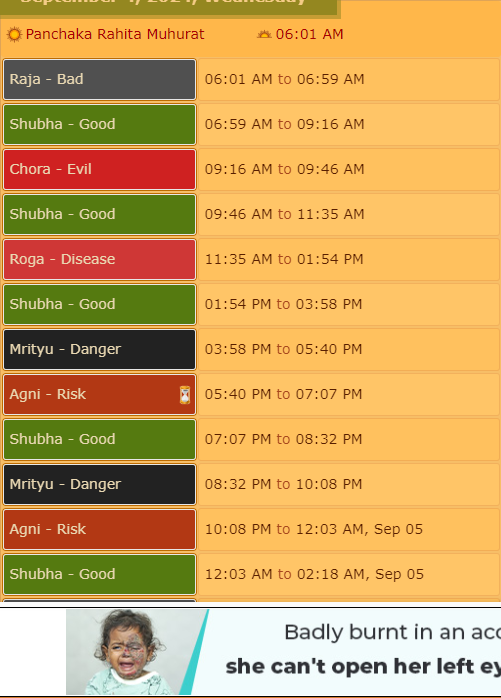 September 4, 2024, Wednesday
Panchaka Rahita Muhurat 06:01 AM
Raja - Bad 06:01 AM to 06:59 AM
Shubha - Good 06:59 AM to 09:16 AM
Chora - Evil 09:16 AM to 09:46 AM
Shubha - Good 09:46 AM to 11:35 AM
Roga - Disease 11:35 AM to 01:54 PM
Shubha - Good 01:54 PM to 03:58 PM
Mrityu - Danger 03:58 PM to 05:40 PM
Agni - Risk 05:40 PM to 07:07 PM
Shubha - Good 07:07 PM to 08:32 PM
Mrityu - Danger 08:32 PM to 10:08 PM
Agni - Risk 10:08 PM to 12:03 AM, Sep 05
Shubha - Good 12:03 AM to 02:18 AM, Sep 05
Badly burnt in an acc
she can't open her left ey